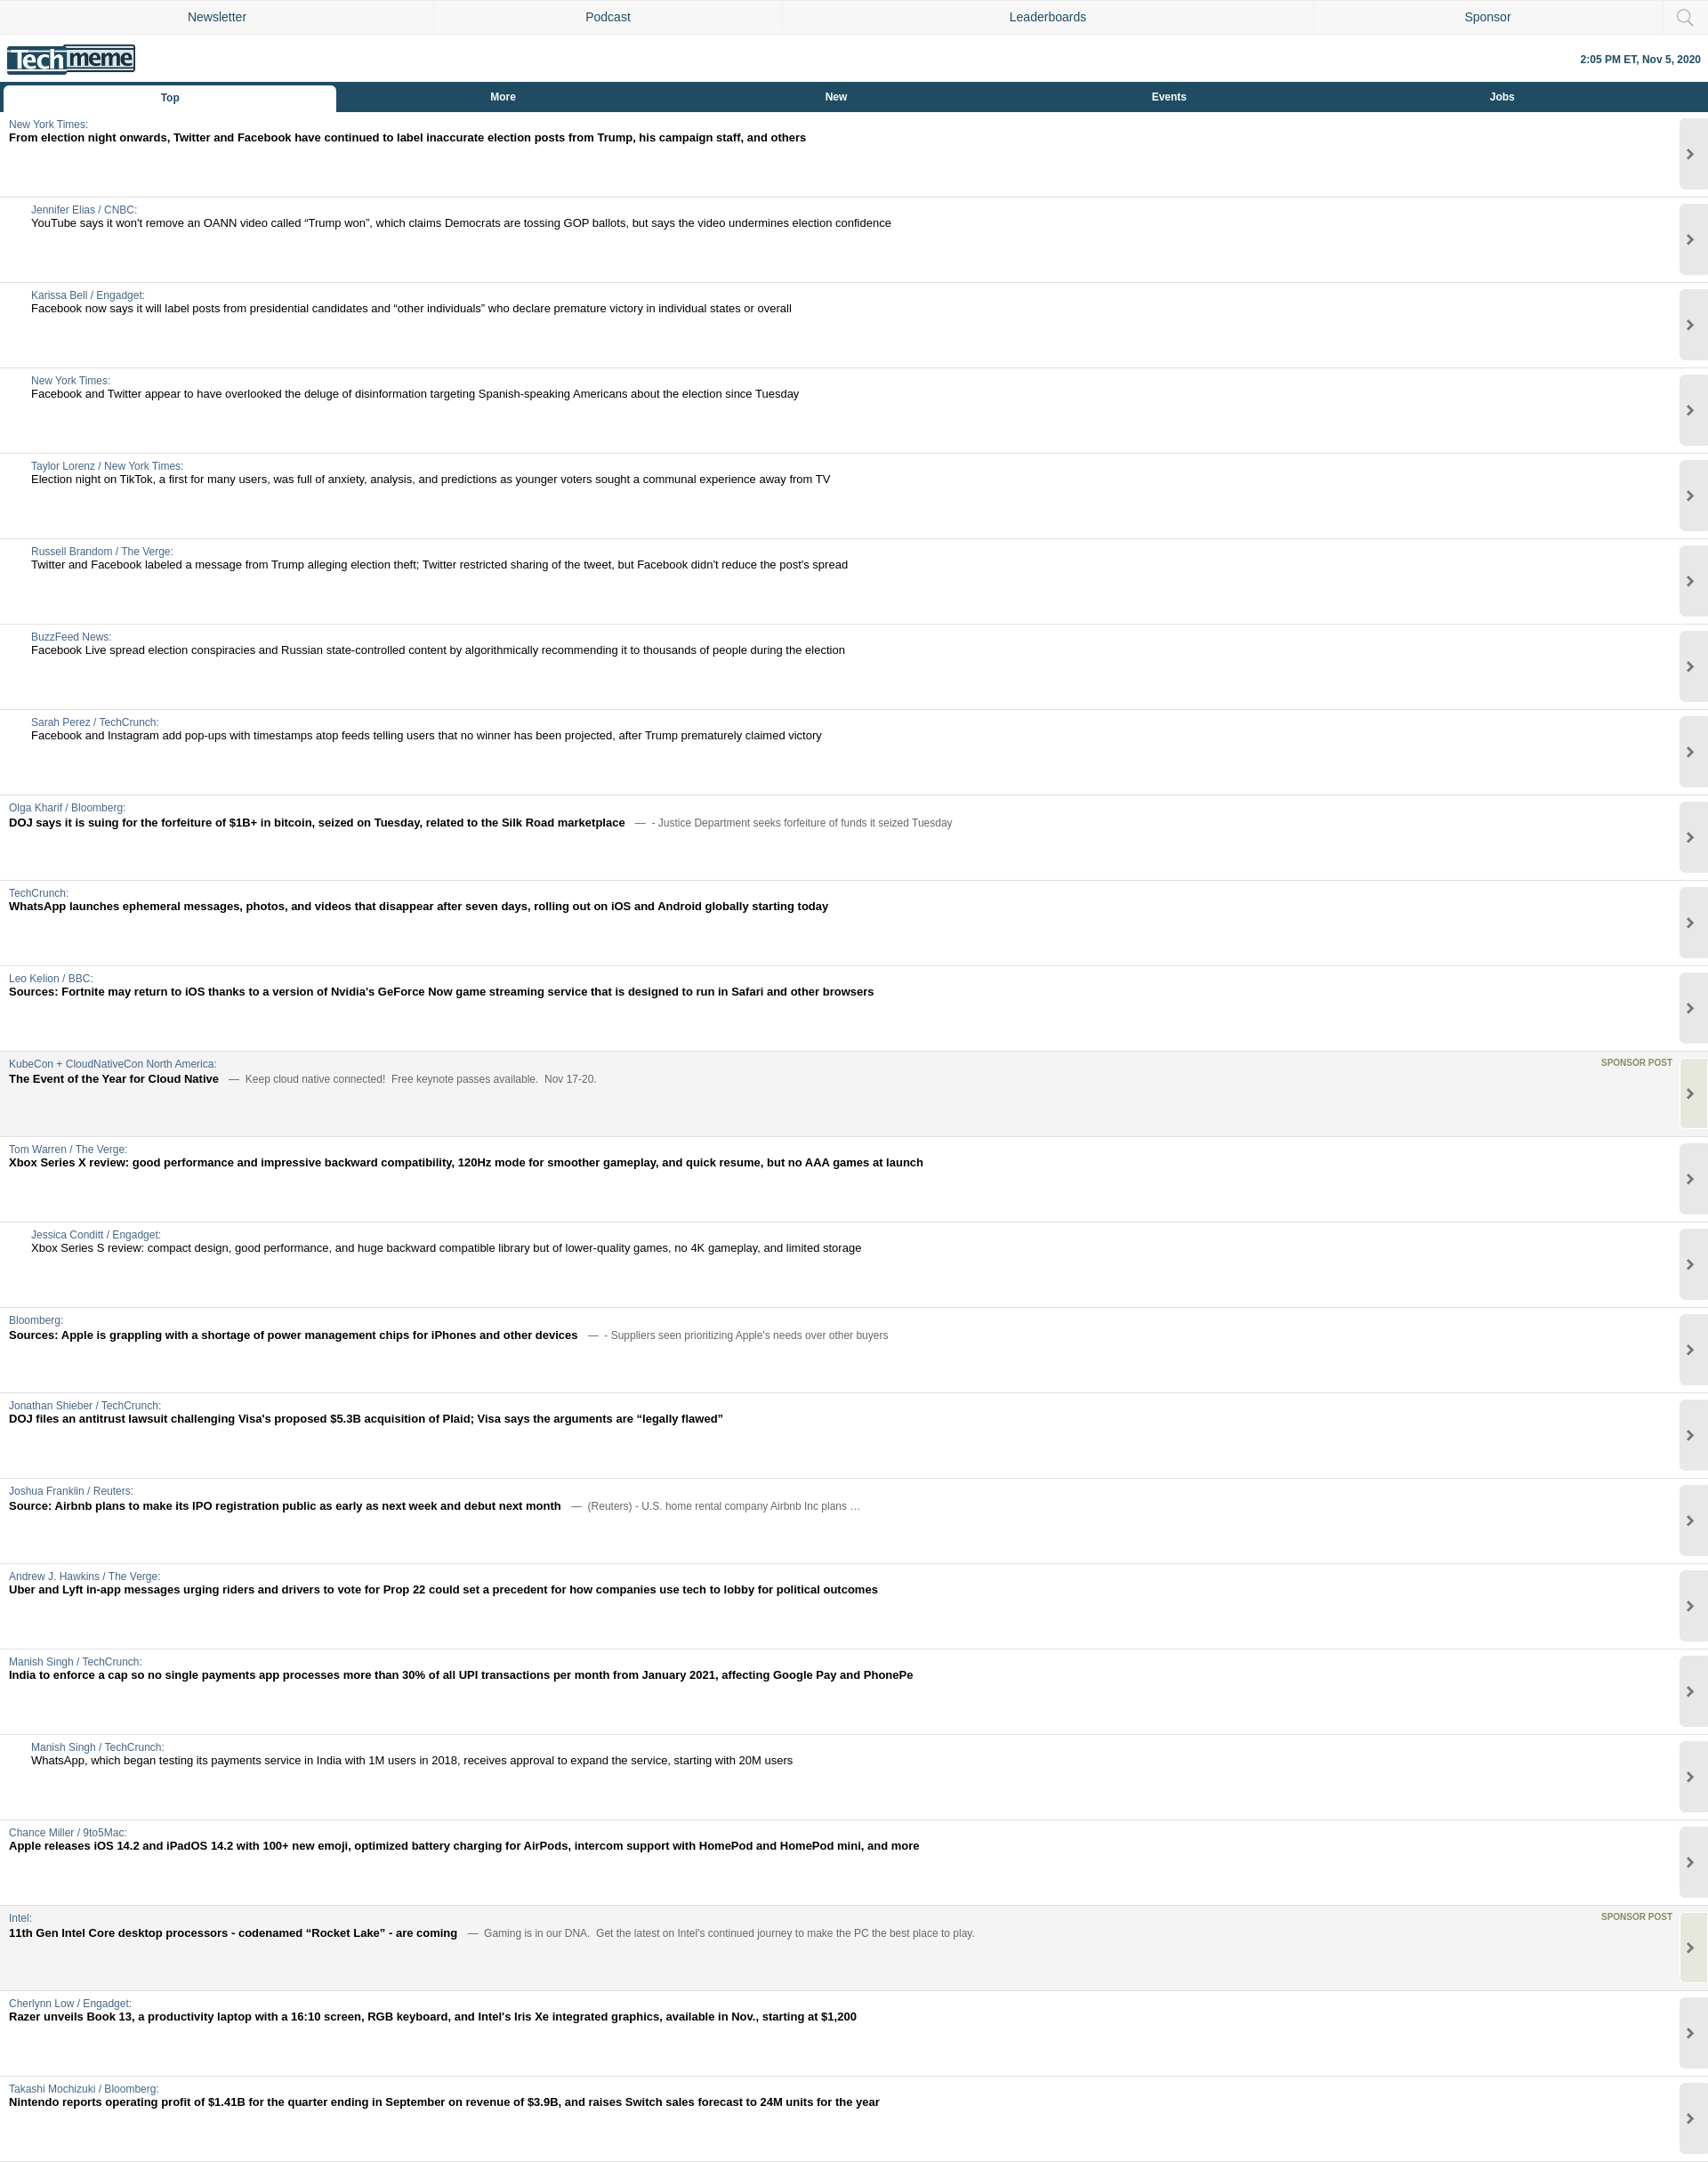 Newsletter Podcast Leaderboards Sponsor
Techmeme 2:05 PM ET, Nov 5, 2020
Top More New Events Jobs
New York Times:
From election night onwards, Twitter and Facebook have continued to label inaccurate election posts from Trump, his campaign staff, and others
Jennifer Elias / CNBC:
YouTube says it won't remove an OANN video called “Trump won”, which claims Democrats are tossing GOP ballots, but says the video undermines election confidence
Karissa Bell / Engadget:
Facebook now says it will label posts from presidential candidates and “other individuals” who declare premature victory in individual states or overall
New York Times:
Facebook and Twitter appear to have overlooked the deluge of disinformation targeting Spanish-speaking Americans about the election since Tuesday
Taylor Lorenz / New York Times:
Election night on TikTok, a first for many users, was full of anxiety, analysis, and predictions as younger voters sought a communal experience away from TV
Russell Brandom / The Verge:
Twitter and Facebook labeled a message from Trump alleging election theft; Twitter restricted sharing of the tweet, but Facebook didn't reduce the post's spread
BuzzFeed News:
Facebook Live spread election conspiracies and Russian state-controlled content by algorithmically recommending it to thousands of people during the election
Sarah Perez / TechCrunch:
Facebook and Instagram add pop-ups with timestamps atop feeds telling users that no winner has been projected, after Trump prematurely claimed victory
Olga Kharif / Bloomberg:
DOJ says it is suing for the forfeiture of $1B+ in bitcoin, seized on Tuesday, related to the Silk Road marketplace — - Justice Department seeks forfeiture of funds it seized Tuesday
TechCrunch:
WhatsApp launches ephemeral messages, photos, and videos that disappear after seven days, rolling out on iOS and Android globally starting today
Leo Kelion / BBC:
Sources: Fortnite may return to iOS thanks to a version of Nvidia's GeForce Now game streaming service that is designed to run in Safari and other browsers
KubeCon + CloudNativeCon North America: SPONSOR POST
The Event of the Year for Cloud Native — Keep cloud native connected! Free keynote passes available. Nov 17-20.
Tom Warren / The Verge:
Xbox Series X review: good performance and impressive backward compatibility, 120Hz mode for smoother gameplay, and quick resume, but no AAA games at launch
Jessica Conditt / Engadget:
Xbox Series S review: compact design, good performance, and huge backward compatible library but of lower-quality games, no 4K gameplay, and limited storage
Bloomberg:
Sources: Apple is grappling with a shortage of power management chips for iPhones and other devices — - Suppliers seen prioritizing Apple's needs over other buyers
Jonathan Shieber / TechCrunch:
DOJ files an antitrust lawsuit challenging Visa's proposed $5.3B acquisition of Plaid; Visa says the arguments are “legally flawed”
Joshua Franklin / Reuters:
Source: Airbnb plans to make its IPO registration public as early as next week and debut next month — (Reuters) - U.S. home rental company Airbnb Inc plans …
Andrew J. Hawkins / The Verge:
Uber and Lyft in-app messages urging riders and drivers to vote for Prop 22 could set a precedent for how companies use tech to lobby for political outcomes
Manish Singh / TechCrunch:
India to enforce a cap so no single payments app processes more than 30% of all UPI transactions per month from January 2021, affecting Google Pay and PhonePe
Manish Singh / TechCrunch:
WhatsApp, which began testing its payments service in India with 1M users in 2018, receives approval to expand the service, starting with 20M users
Chance Miller / 9to5Mac:
Apple releases iOS 14.2 and iPadOS 14.2 with 100+ new emoji, optimized battery charging for AirPods, intercom support with HomePod and HomePod mini, and more
Intel: SPONSOR POST
11th Gen Intel Core desktop processors - codenamed “Rocket Lake” - are coming — Gaming is in our DNA. Get the latest on Intel's continued journey to make the PC the best place to play.
Cherlynn Low / Engadget:
Razer unveils Book 13, a productivity laptop with a 16:10 screen, RGB keyboard, and Intel's Iris Xe integrated graphics, available in Nov., starting at $1,200
Takashi Mochizuki / Bloomberg:
Nintendo reports operating profit of $1.41B for the quarter ending in September on revenue of $3.9B, and raises Switch sales forecast to 24M units for the year